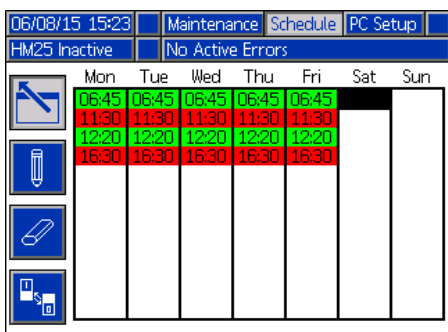 06/08/15 15:23 Maintenance Schedule PC Setup
HM25 Inactive No Active Errors
Mon Tue Wed Thu Fri Sat Sun
06:45 06:45 06:45 06:45 06:45
11:30 11:30 11:30 11:30 11:30
12:20 12:20 12:20 12:20 12:20
16:30 16:30 16:30 16:30 16:30